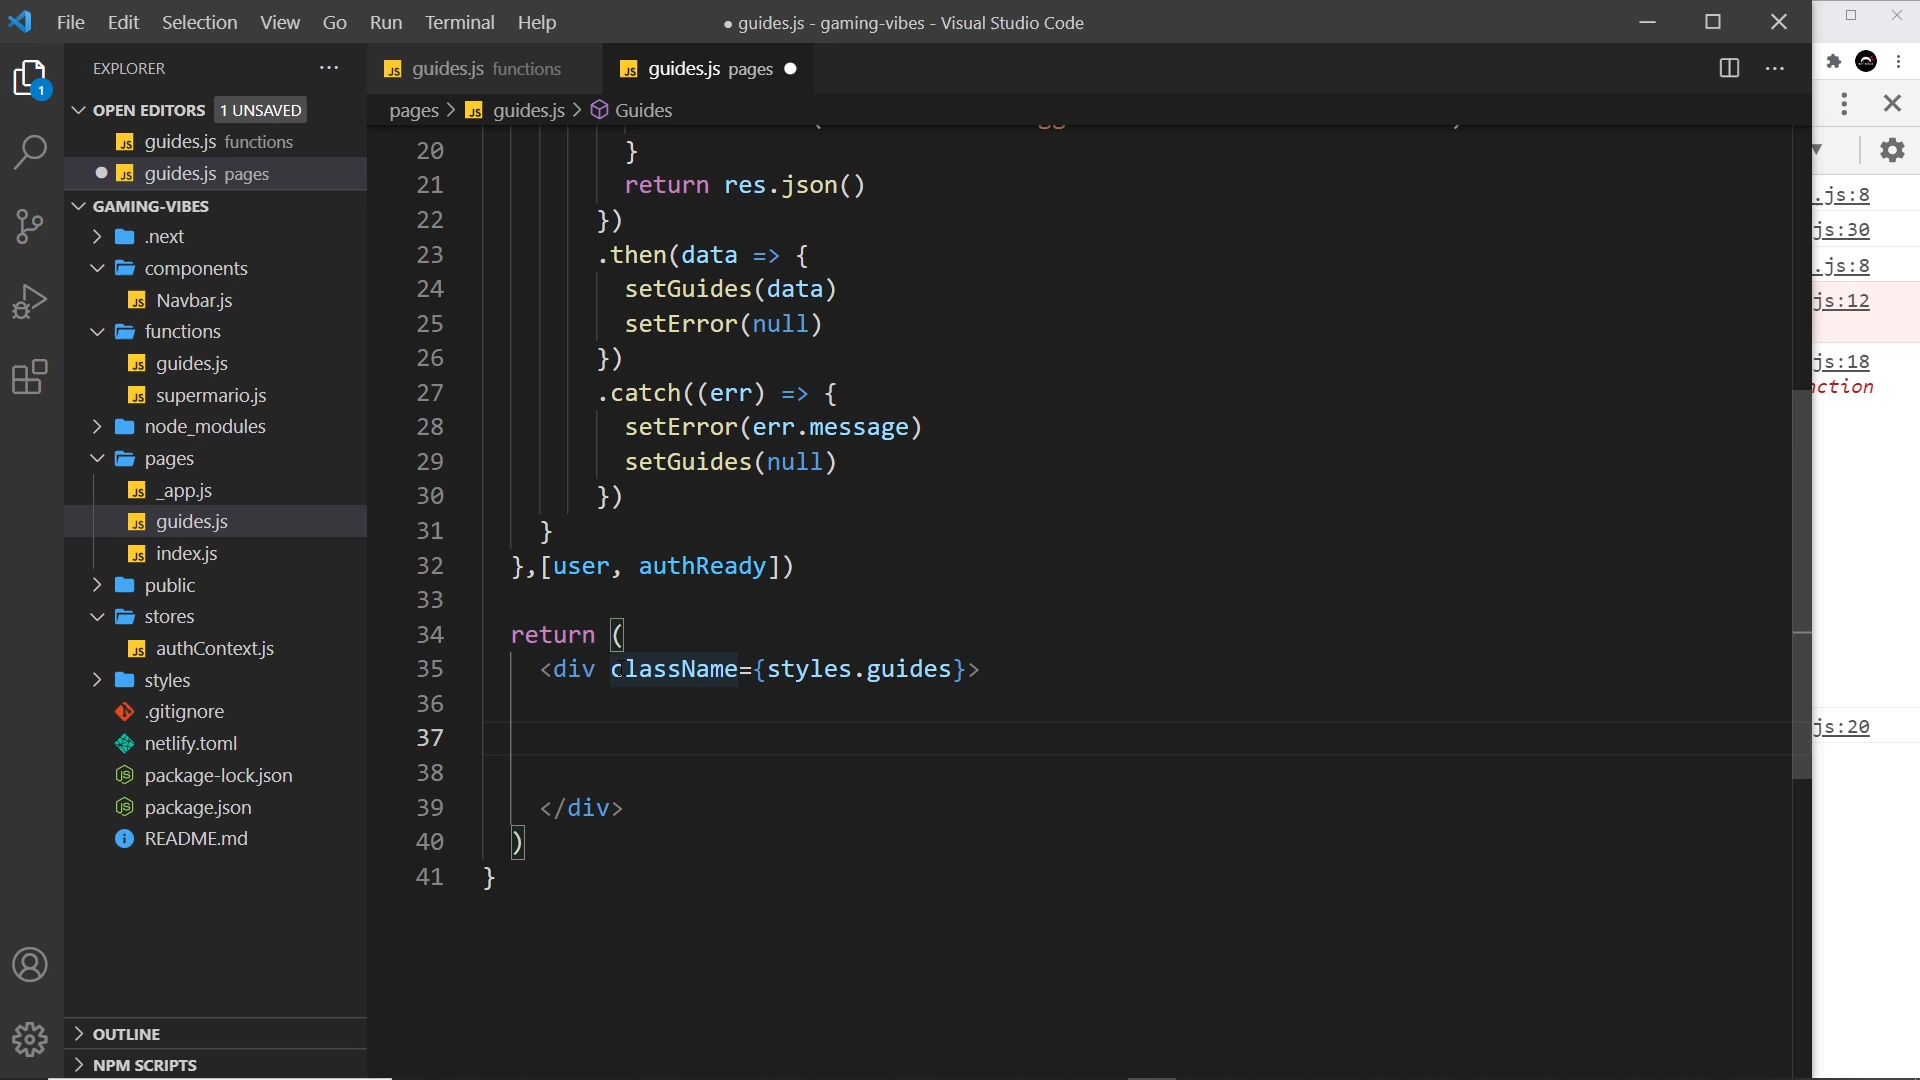 File Edit Selection View Go Run Terminal Help
● guides.js - gaming-vibes - Visual Studio Code
EXPLORER
OPEN EDITORS 1 UNSAVED
guides.js functions
guides.js pages
GAMING-VIBES
.next
components
Navbar.js
functions
guides.js
supermario.js
node_modules
pages
_app.js
guides.js
index.js
public
stores
authContext.js
styles
.gitignore
netlify.toml
package-lock.json
package.json
README.md
OUTLINE
NPM SCRIPTS
1
guides.js functions
guides.js pages ●
pages > guides.js > Guides
20 }
21 return res.json()
22 })
23 .then(data => {
24 setGuides(data)
25 setError(null)
26 })
27 .catch((err) => {
28 setError(err.message)
29 setGuides(null)
30 })
31 }
32 },[user, authReady])
33
34 return (
35 <div className={styles.guides}>
36
37
38
39 </div>
40 )
41 }
.js:8
js:30
.js:8
js:12
js:18
nction
js:20